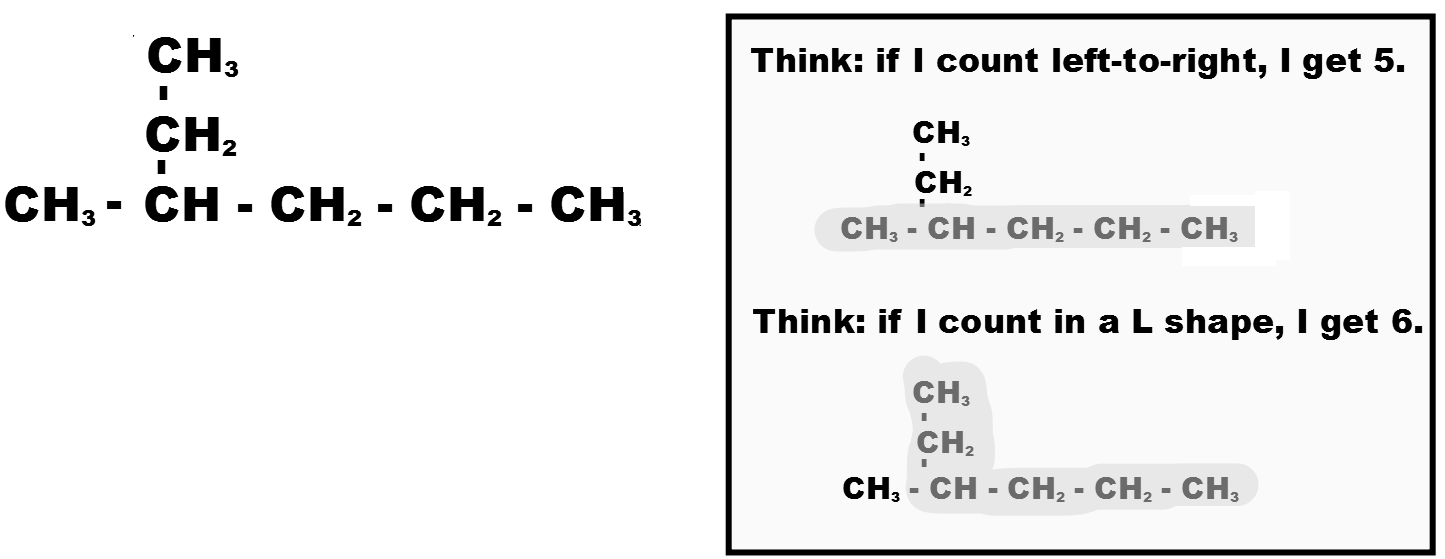 CH₃
CH₂
CH₃ - CH - CH₂ - CH₂ - CH₃
Think: if I count left-to-right, I get 5.
CH₃
CH₂
CH₃ - CH - CH₂ - CH₂ - CH₃
Think: if I count in a L shape, I get 6.
CH₃
CH₂
CH₃ - CH - CH₂ - CH₂ - CH₃